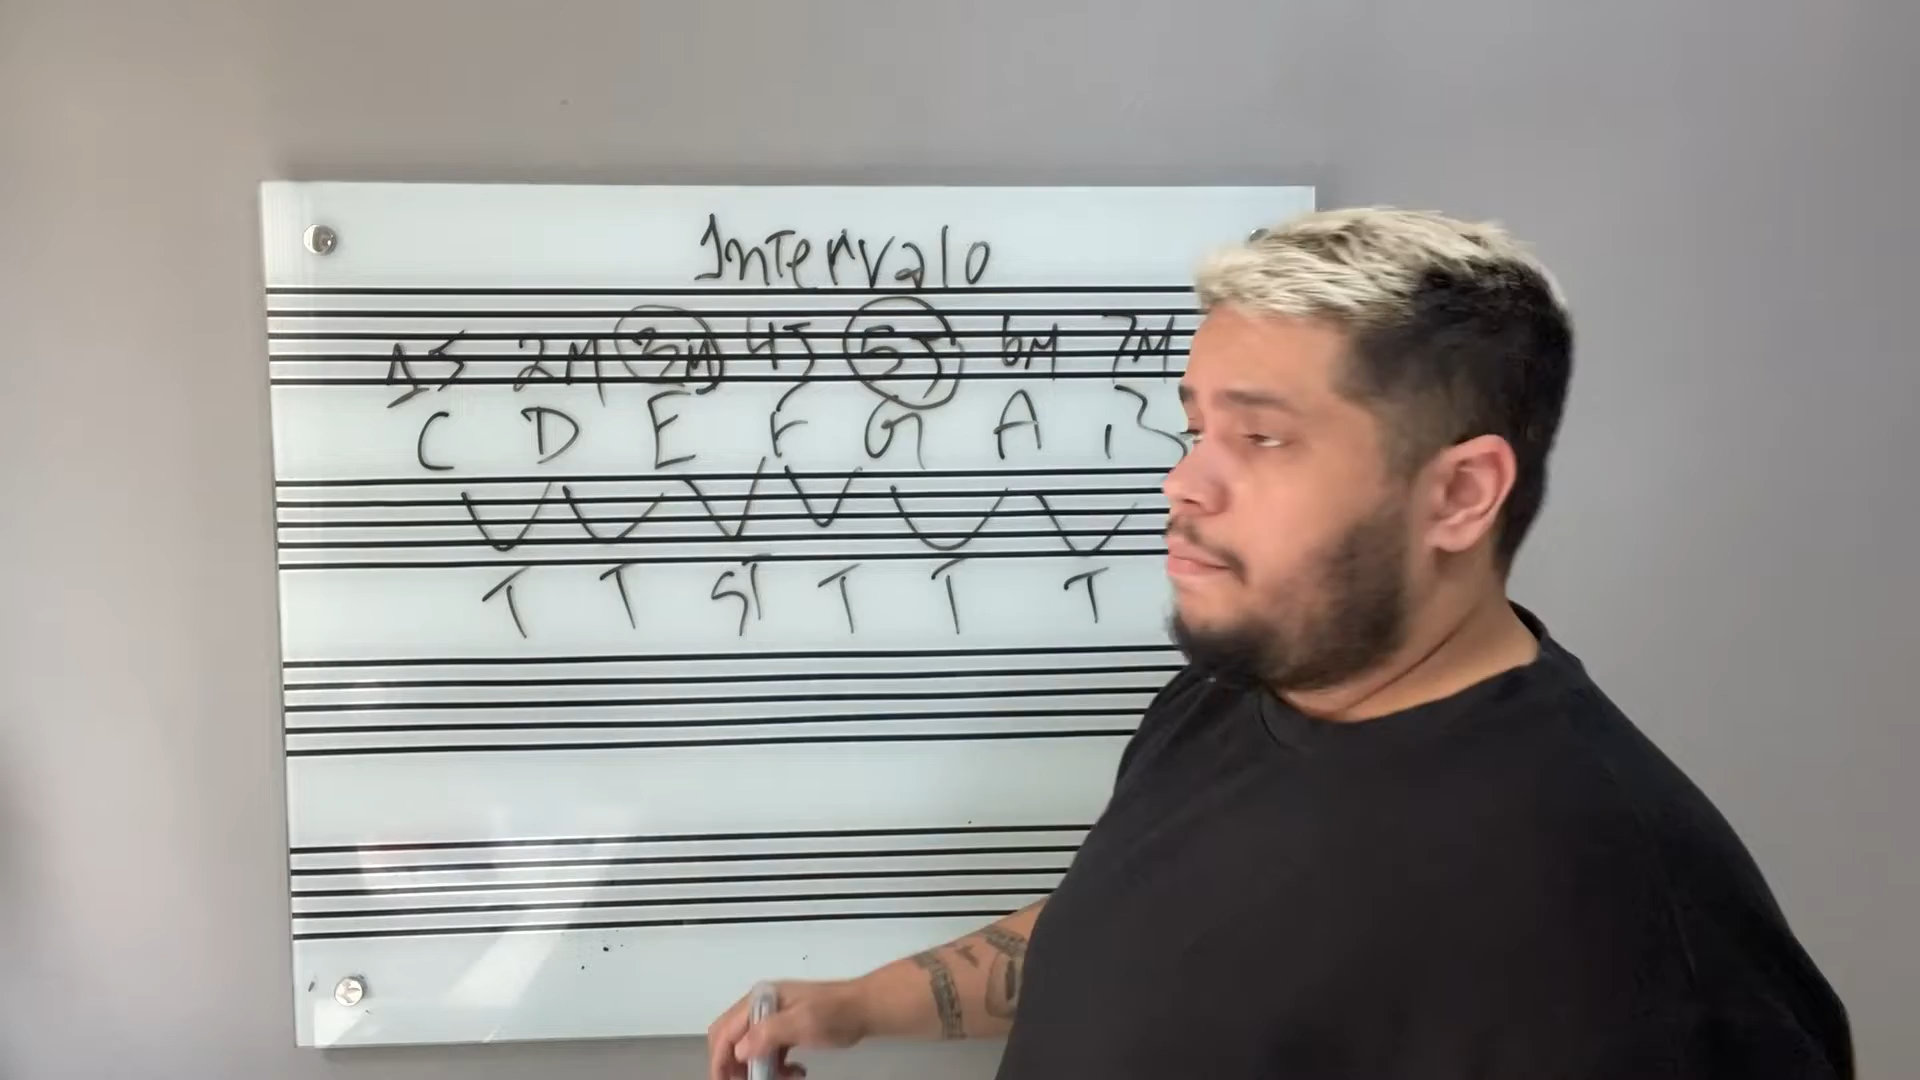 Intervalo
1J 2M 3M 4J 5J 6M 7M
C D E F G A B
T T ST T T T